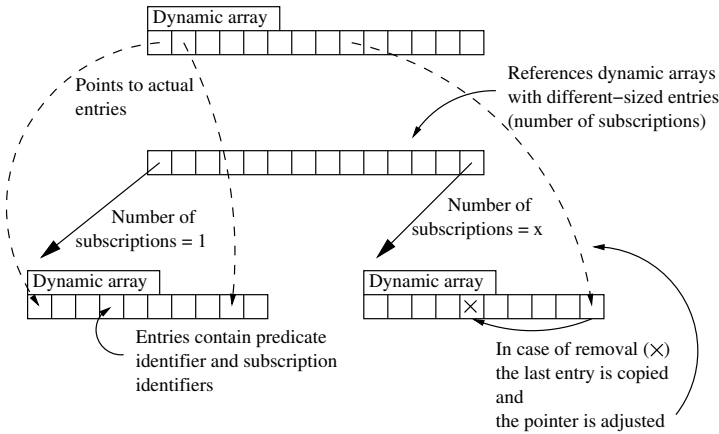 Dynamic array
Points to actual
entries
References dynamic arrays
with different−sized entries
(number of subscriptions)
Number of
subscriptions = 1
Number of
subscriptions = x
Dynamic array
Dynamic array
Entries contain predicate
identifier and subscription
identifiers
In case of removal (×)
the last entry is copied
and
the pointer is adjusted